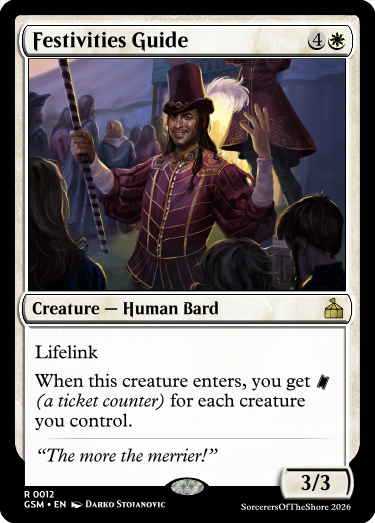 Festivities Guide 4
Creature — Human Bard
Lifelink
When this creature enters, you get
(a ticket counter) for each creature
you control.
“The more the merrier!”
3/3
R 0012
GSM • EN Darko Stojanovic
SorcerersOfTheShore 2026